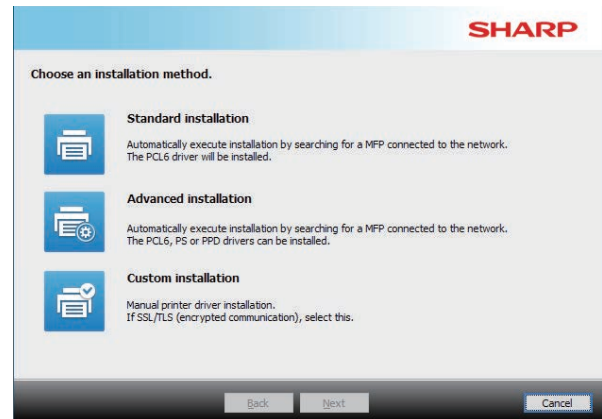 SHARP
Choose an installation method.
Standard installation
Automatically execute installation by searching for a MFP connected to the network.
The PCL6 driver will be installed.
Advanced installation
Automatically execute installation by searching for a MFP connected to the network.
The PCL6, PS or PPD drivers can be installed.
Custom installation
Manual printer driver installation.
If SSL/TLS (encrypted communication), select this.
Back Next Cancel